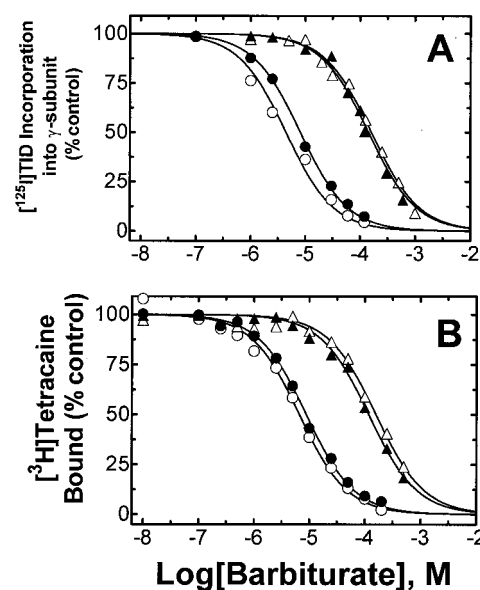 [¹²⁵I]TID Incorporation
into γ-subunit
(% control)
A
100
75
50
25
0
-8 -7 -6 -5 -4 -3 -2
[³H]Tetracaine
Bound (% control)
B
100
75
50
25
0
-8 -7 -6 -5 -4 -3 -2
Log[Barbiturate], M